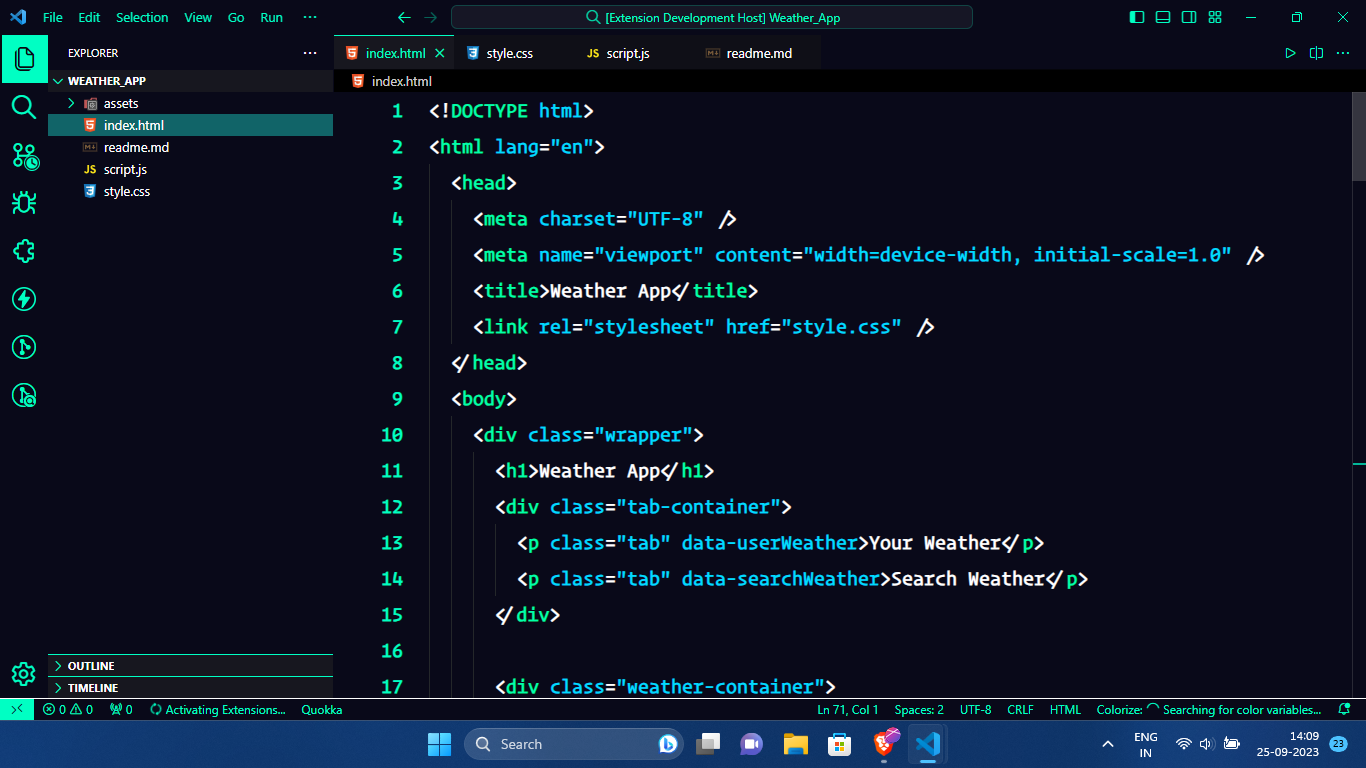 File Edit Selection View Go Run ···
[Extension Development Host] Weather_App
EXPLORER
index.html
style.css
JS script.js
readme.md
WEATHER_APP
assets
index.html
readme.md
JS script.js
style.css
index.html
1 <!DOCTYPE html>
2 <html lang="en">
3 <head>
4 <meta charset="UTF-8" />
5 <meta name="viewport" content="width=device-width, initial-scale=1.0" />
6 <title>Weather App</title>
7 <link rel="stylesheet" href="style.css" />
8 </head>
9 <body>
10 <div class="wrapper">
11 <h1>Weather App</h1>
12 <div class="tab-container">
13 <p class="tab" data-userWeather>Your Weather</p>
14 <p class="tab" data-searchWeather>Search Weather</p>
15 </div>
16
17 <div class="weather-container">
OUTLINE
TIMELINE
0 0 0 Activating Extensions... Quokka
Ln 71, Col 1 Spaces: 2 UTF-8 CRLF HTML Colorize: Searching for color variables...
Search
ENG
IN
14:09
25-09-2023
23